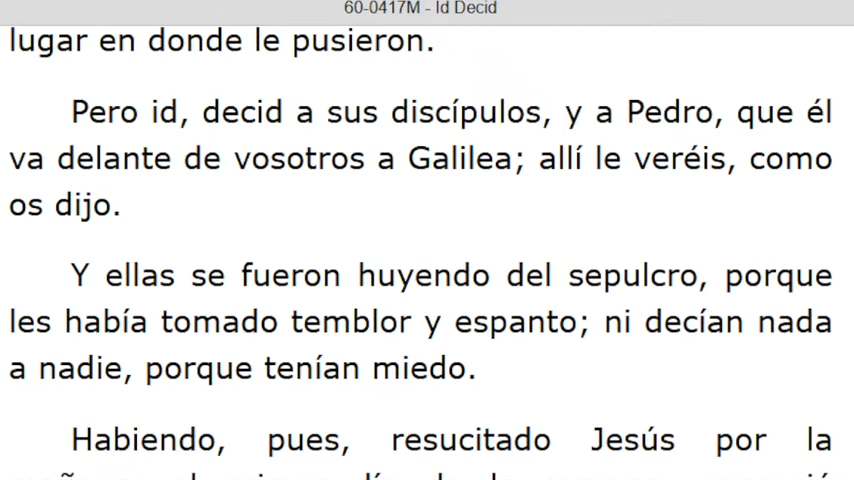 60-0417M - Id Decid
lugar en donde le pusieron.
Pero id, decid a sus discípulos, y a Pedro, que él
va delante de vosotros a Galilea; allí le veréis, como
os dijo.
Y ellas se fueron huyendo del sepulcro, porque
les había tomado temblor y espanto; ni decían nada
a nadie, porque tenían miedo.
Habiendo, pues, resucitado Jesús por la